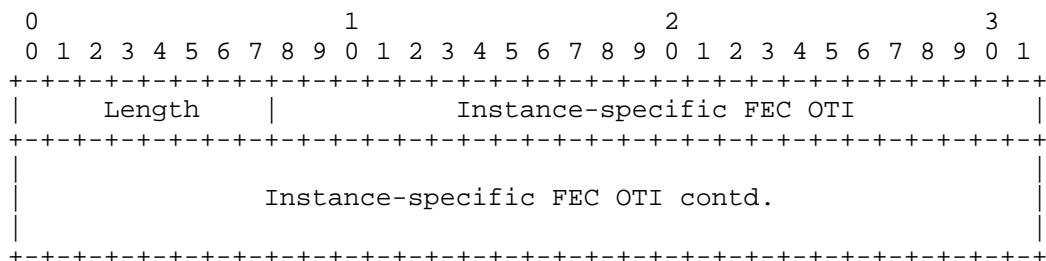 0                   1                   2                   3
 0 1 2 3 4 5 6 7 8 9 0 1 2 3 4 5 6 7 8 9 0 1 2 3 4 5 6 7 8 9 0 1
+-+-+-+-+-+-+-+-+-+-+-+-+-+-+-+-+-+-+-+-+-+-+-+-+-+-+-+-+-+-+-+-+
|     Length    |           Instance-specific FEC OTI           |
+-+-+-+-+-+-+-+-+-+-+-+-+-+-+-+-+-+-+-+-+-+-+-+-+-+-+-+-+-+-+-+-+
|                                                               |
|               Instance-specific FEC OTI contd.                |
|                                                               |
+-+-+-+-+-+-+-+-+-+-+-+-+-+-+-+-+-+-+-+-+-+-+-+-+-+-+-+-+-+-+-+-+